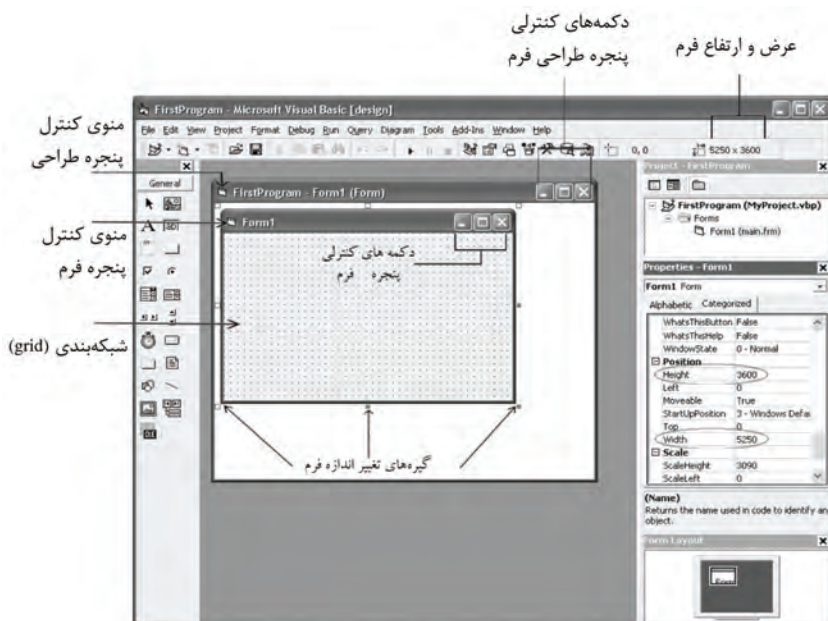 دکمه‌های کنترلی
پنجره طراحی فرم
عرض و ارتفاع فرم
منوی کنترل
پنجره طراحی
FirstProgram - Microsoft Visual Basic [design]
File Edit View Project Format Debug Run Query Diagram Tools Add-Ins Window Help
0, 0
5250 x 3600
General
FirstProgram - Form1 (Form)
منوی کنترل
پنجره فرم
Form1
دکمه های کنترلی
پنجره فرم
شبکه‌بندی (grid)
گیره‌های تغییر اندازه فرم
Project - FirstProgram
FirstProgram (MyProject.vbp)
Forms
Form1 (main.frm)
Properties - Form1
Form1 Form
Alphabetic Categorized
WhatsThisButton False
WhatsThisHelp False
WindowState 0 - Normal
Position
Height 3600
Left 0
Moveable True
StartUpPosition 3 - Windows Defau
Top 0
Width 5250
Scale
ScaleHeight 3090
ScaleLeft 0
(Name)
Returns the name used in code to identify an
object.
Form Layout